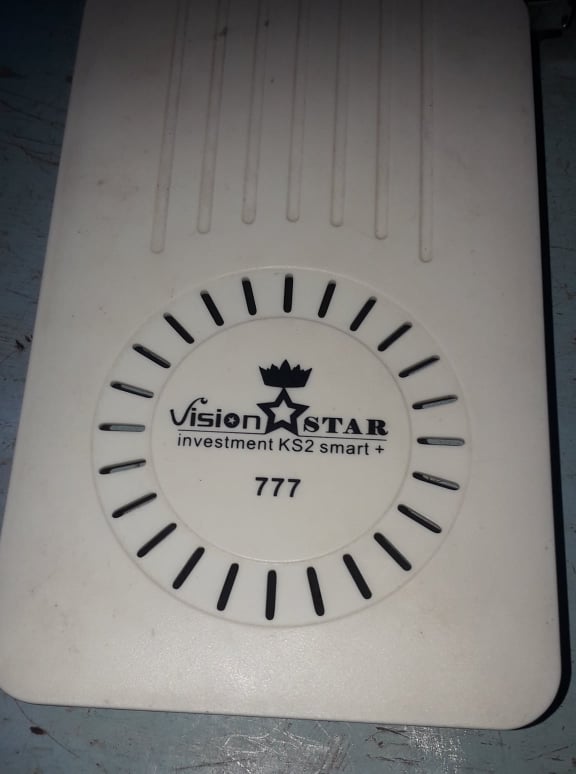 Vision STAR
investment KS2 smart +
777